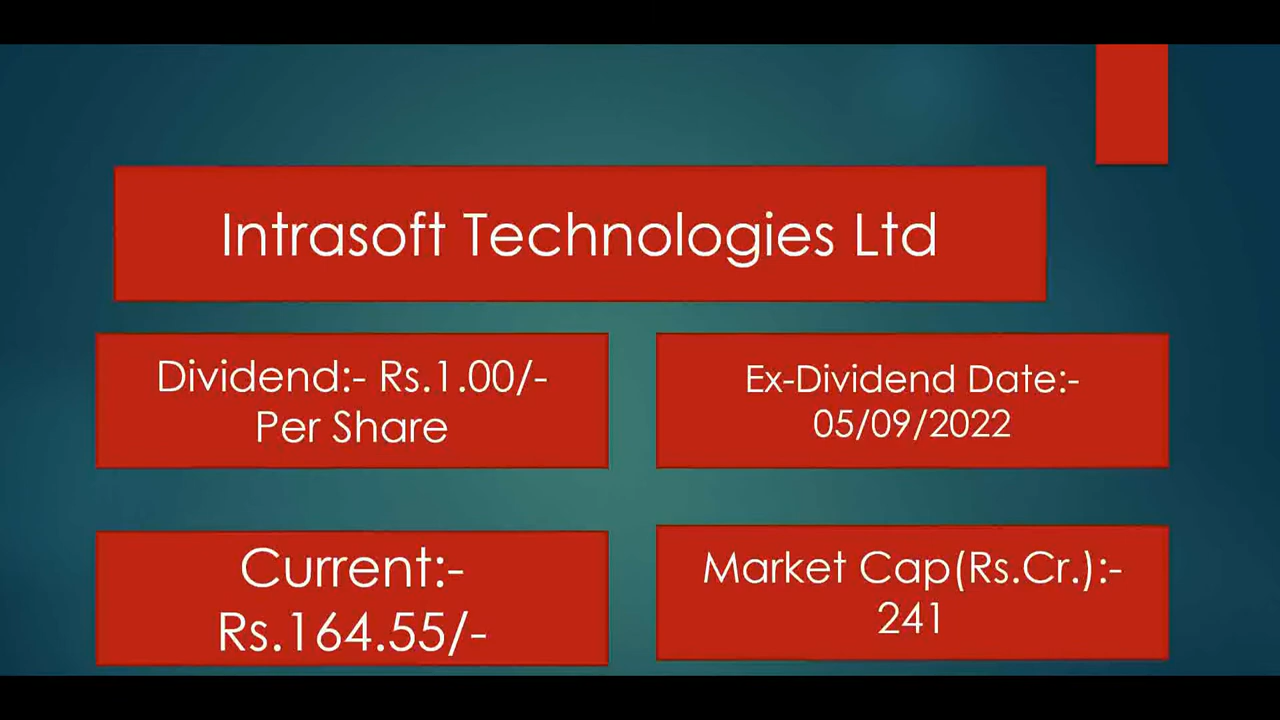 Intrasoft Technologies Ltd
Dividend:- Rs.1.00/-
Per Share
Ex-Dividend Date:-
05/09/2022
Current:-
Rs.164.55/-
Market Cap(Rs.Cr.):-
241